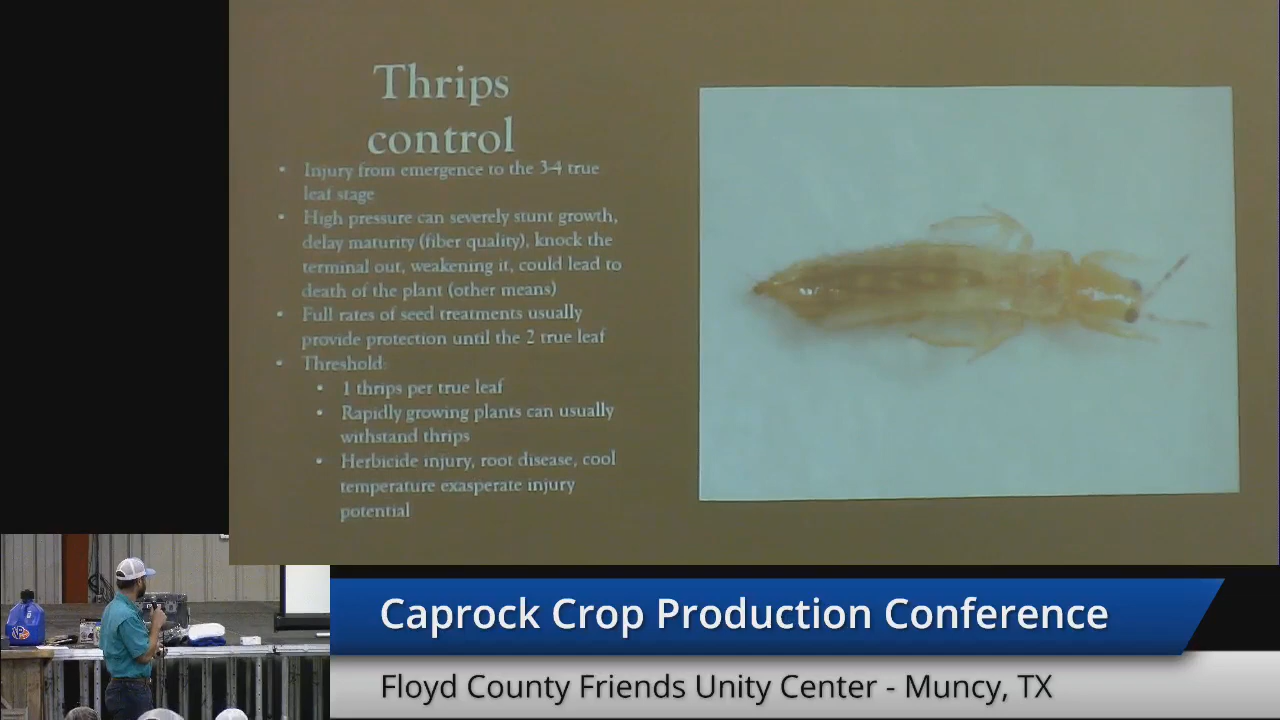 Thrips
control
• Injury from emergence to the 3-4 true
leaf stage
• High pressure can severely stunt growth,
delay maturity (fiber quality), knock the
terminal out, weakening it, could lead to
death of the plant (other means)
• Full rates of seed treatments usually
provide protection until the 2 true leaf
• Threshold:
• 1 thrips per true leaf
• Rapidly growing plants can usually
withstand thrips
• Herbicide injury, root disease, cool
temperature exasperate injury
potential
Caprock Crop Production Conference
Floyd County Friends Unity Center - Muncy, TX